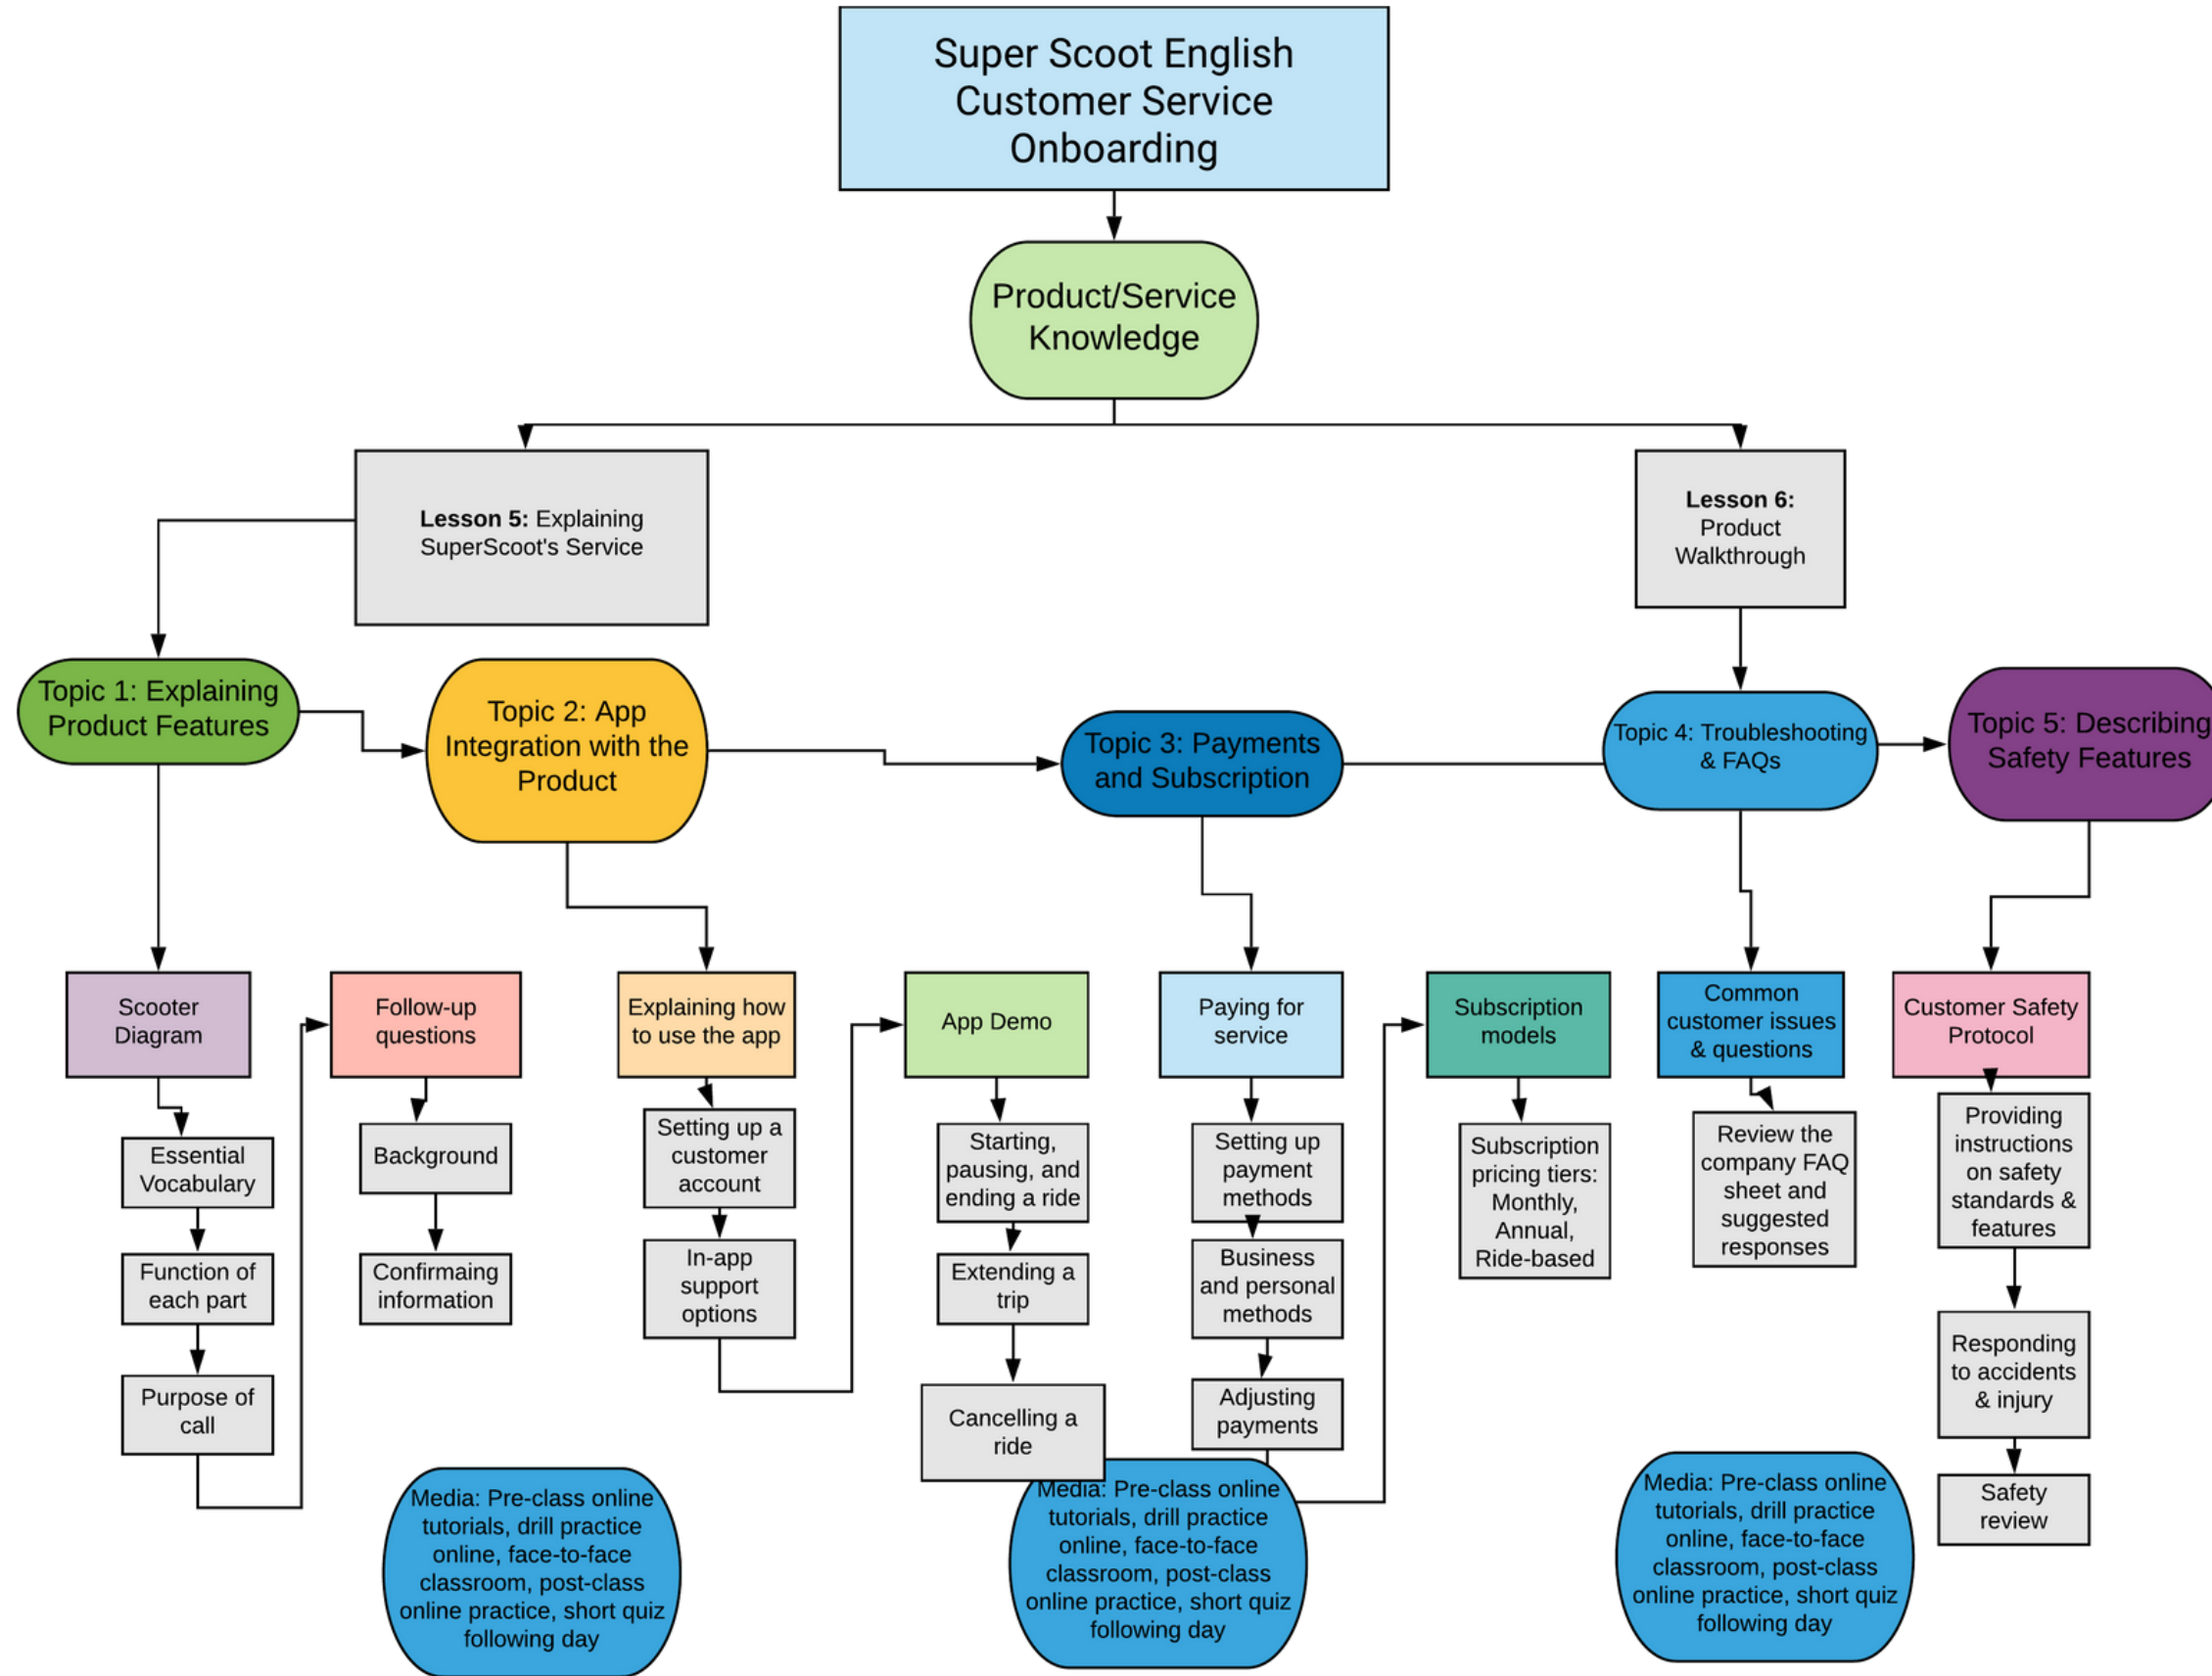 Super Scoot English
Customer Service
Onboarding
Product/Service
Knowledge
Lesson 5: Explaining
SuperScoot's Service
Lesson 6:
Product
Walkthrough
Topic 1: Explaining
Product Features
Topic 2: App
Integration with the
Product
Topic 3: Payments
and Subscription
Topic 4: Troubleshooting
& FAQs
Topic 5: Describing
Safety Features
Scooter
Diagram
Essential
Vocabulary
Function of
each part
Purpose of
call
Follow-up
questions
Background
Confirmaing
information
Explaining how
to use the app
Setting up a
customer
account
In-app
support
options
App Demo
Starting,
pausing, and
ending a ride
Extending a
trip
Cancelling a
ride
Paying for
service
Setting up
payment
methods
Business
and personal
methods
Adjusting
payments
Subscription
models
Subscription
pricing tiers:
Monthly,
Annual,
Ride-based
Common
customer issues
& questions
Review the
company FAQ
sheet and
suggested
responses
Customer Safety
Protocol
Providing
instructions
on safety
standards &
features
Responding
to accidents
& injury
Safety
review
Media: Pre-class online
tutorials, drill practice
online, face-to-face
classroom, post-class
online practice, short quiz
following day
Media: Pre-class online
tutorials, drill practice
online, face-to-face
classroom, post-class
online practice, short quiz
following day
Media: Pre-class online
tutorials, drill practice
online, face-to-face
classroom, post-class
online practice, short quiz
following day